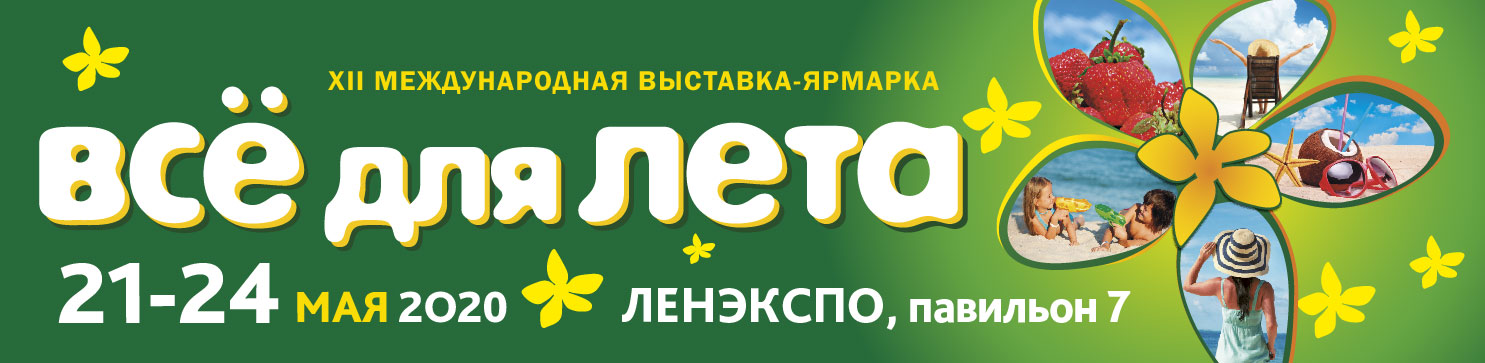 XII МЕЖДУНАРОДНАЯ ВЫСТАВКА-ЯРМАРКА
всё для лета
21-24 МАЯ 2020
ЛЕНЭКСПО, павильон 7